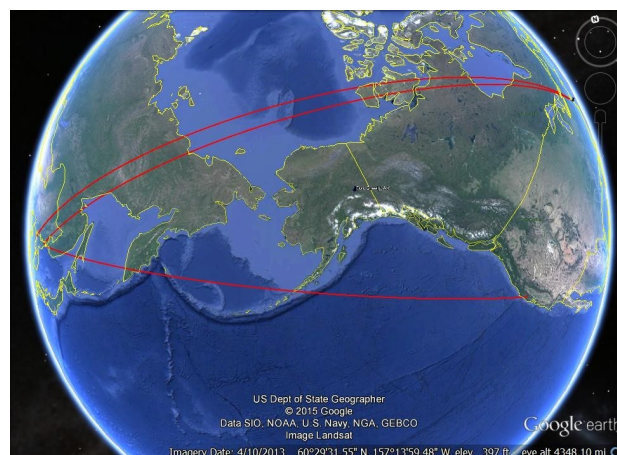 N
US Dept of State Geographer
© 2015 Google
Data SIO, NOAA, U.S. Navy, NGA, GEBCO
Image Landsat
Google earth
Imagery Date: 4/10/2013 60°29'31.55" N 157°13'59.48" W elev 397 ft eye alt 4348.10 mi